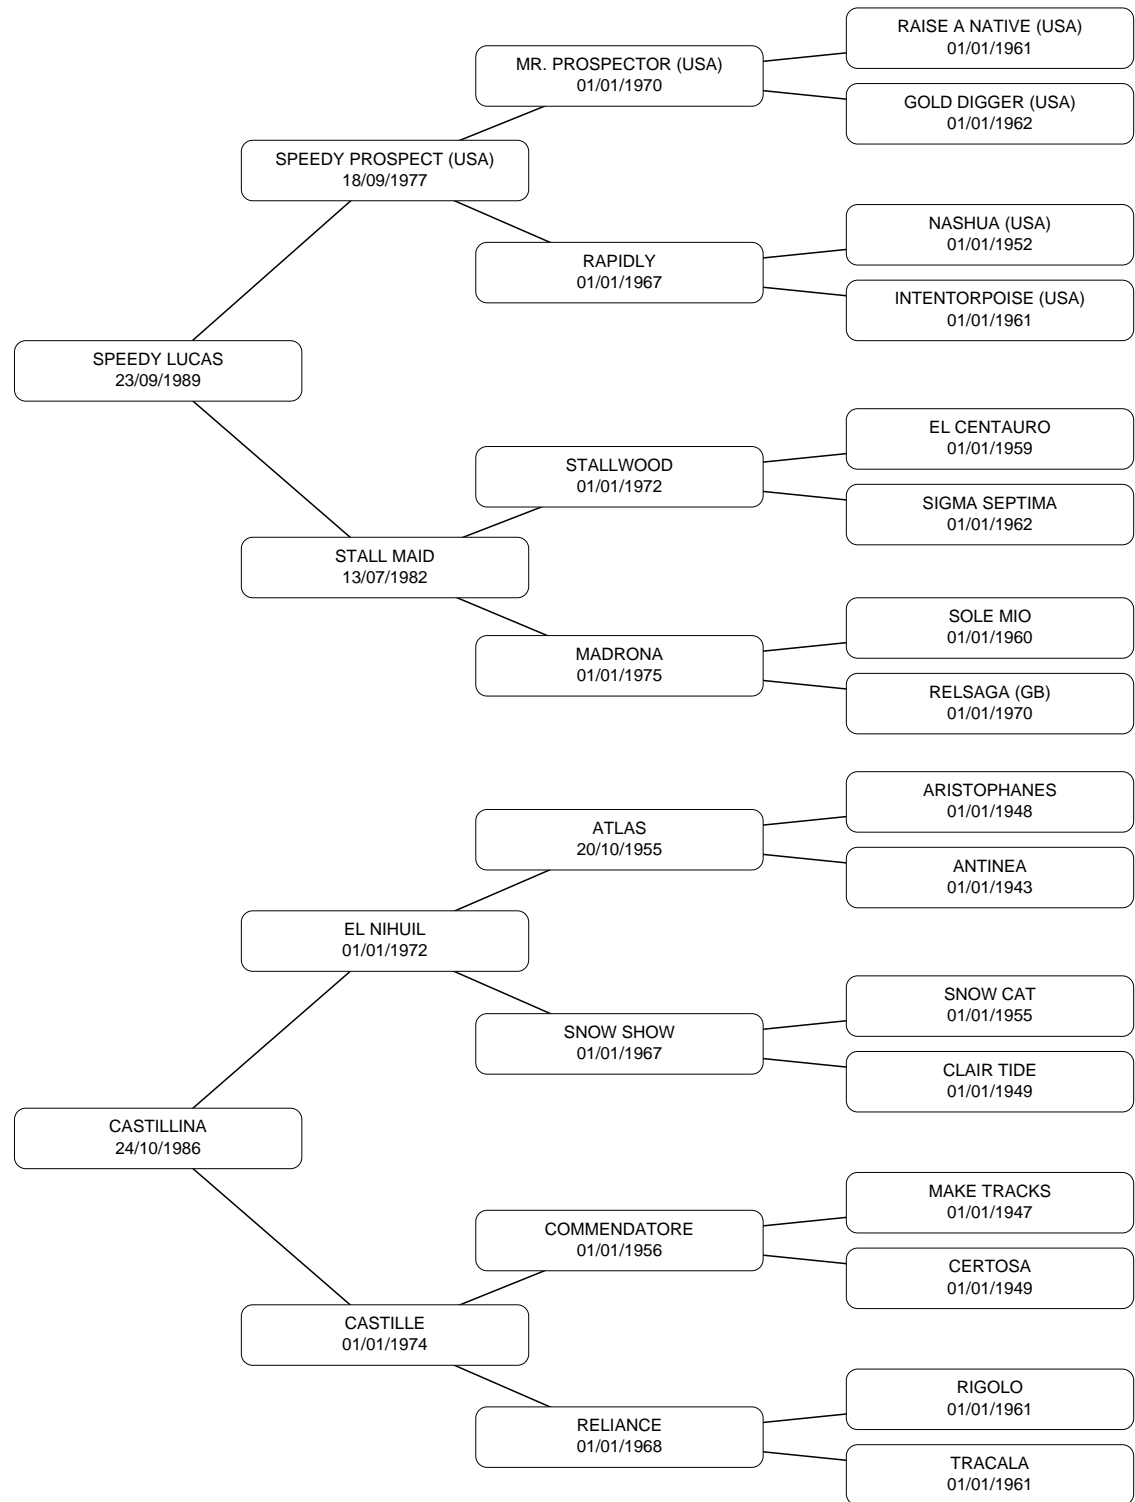 RAISE A NATIVE (USA)
01/01/1961
MR. PROSPECTOR (USA)
01/01/1970
GOLD DIGGER (USA)
01/01/1962
SPEEDY PROSPECT (USA)
18/09/1977
NASHUA (USA)
01/01/1952
RAPIDLY
01/01/1967
INTENTORPOISE (USA)
01/01/1961
SPEEDY LUCAS
23/09/1989
EL CENTAURO
01/01/1959
STALLWOOD
01/01/1972
SIGMA SEPTIMA
01/01/1962
STALL MAID
13/07/1982
SOLE MIO
01/01/1960
MADRONA
01/01/1975
RELSAGA (GB)
01/01/1970
ARISTOPHANES
01/01/1948
ATLAS
20/10/1955
ANTINEA
01/01/1943
EL NIHUIL
01/01/1972
SNOW CAT
01/01/1955
SNOW SHOW
01/01/1967
CLAIR TIDE
01/01/1949
CASTILLINA
24/10/1986
MAKE TRACKS
01/01/1947
COMMENDATORE
01/01/1956
CERTOSA
01/01/1949
CASTILLE
01/01/1974
RIGOLO
01/01/1961
RELIANCE
01/01/1968
TRACALA
01/01/1961